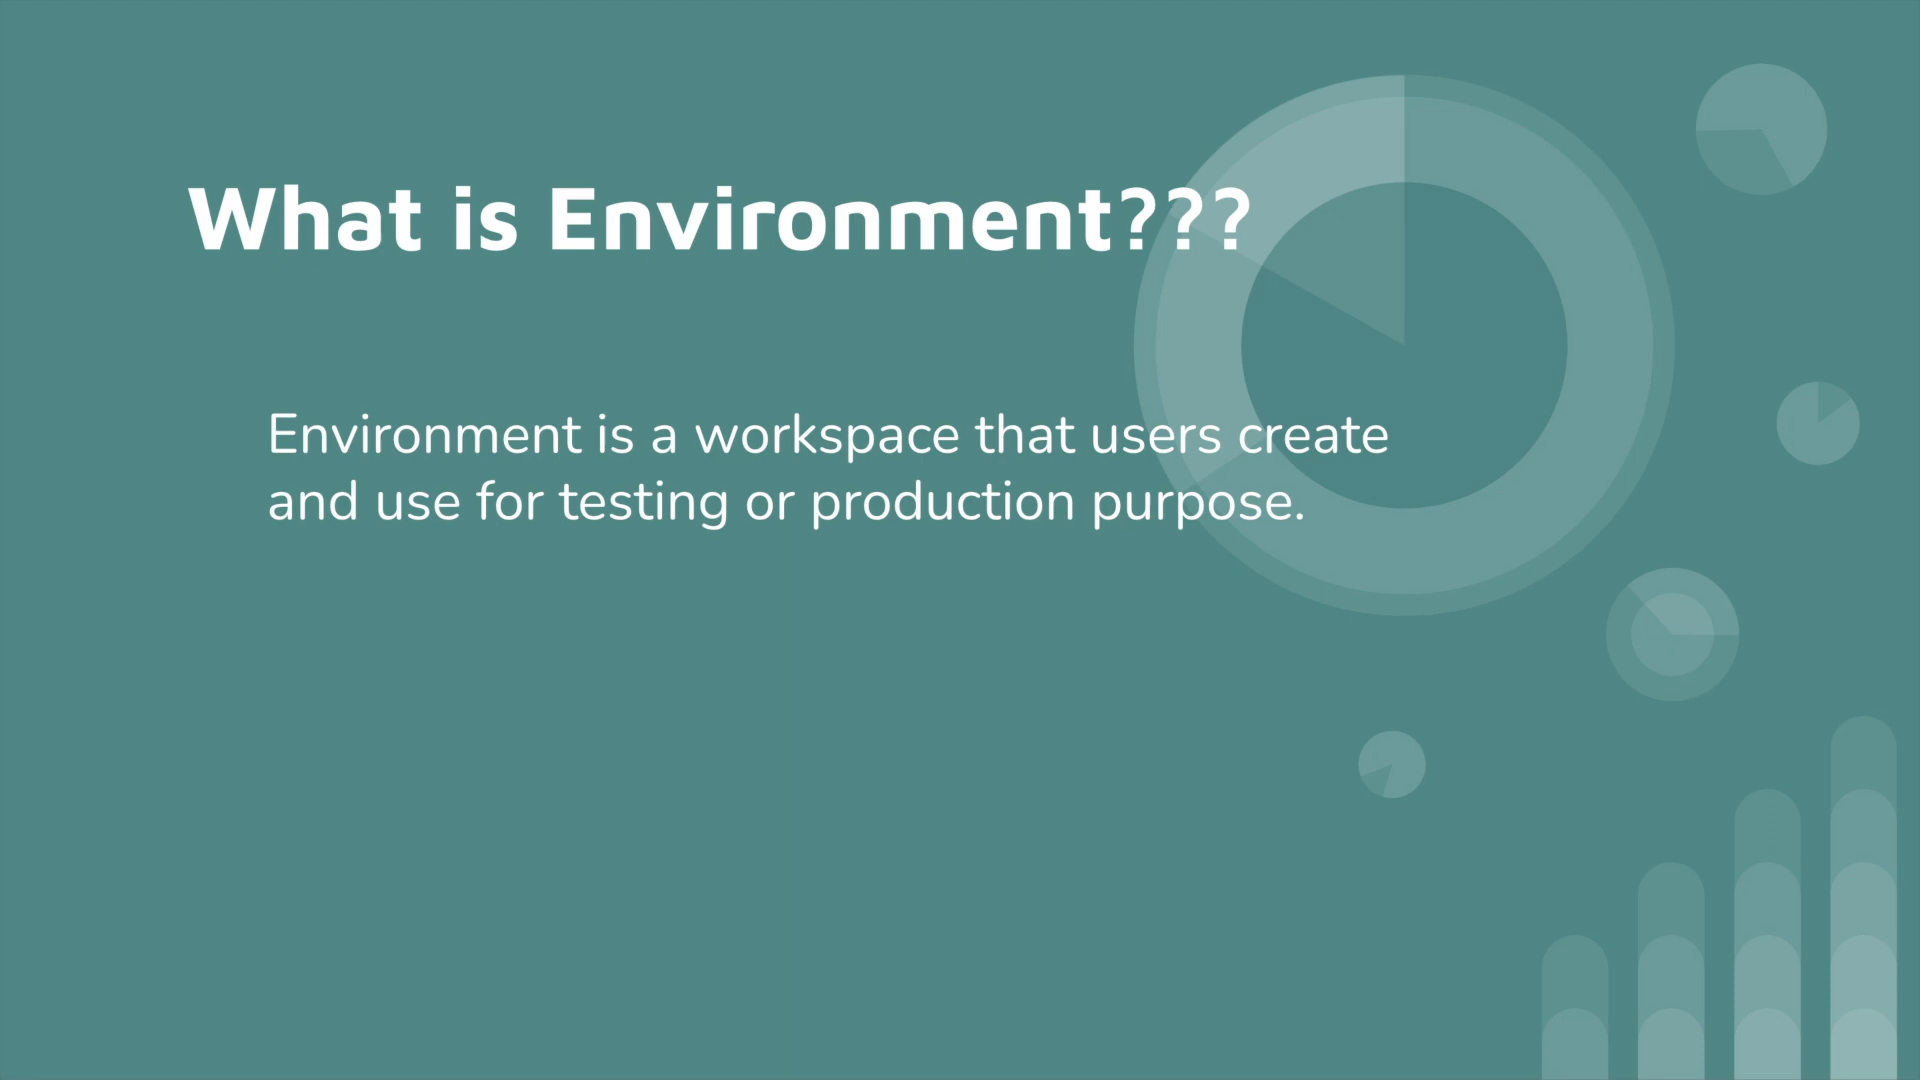 What is Environment???
Environment is a workspace that users create
and use for testing or production purpose.